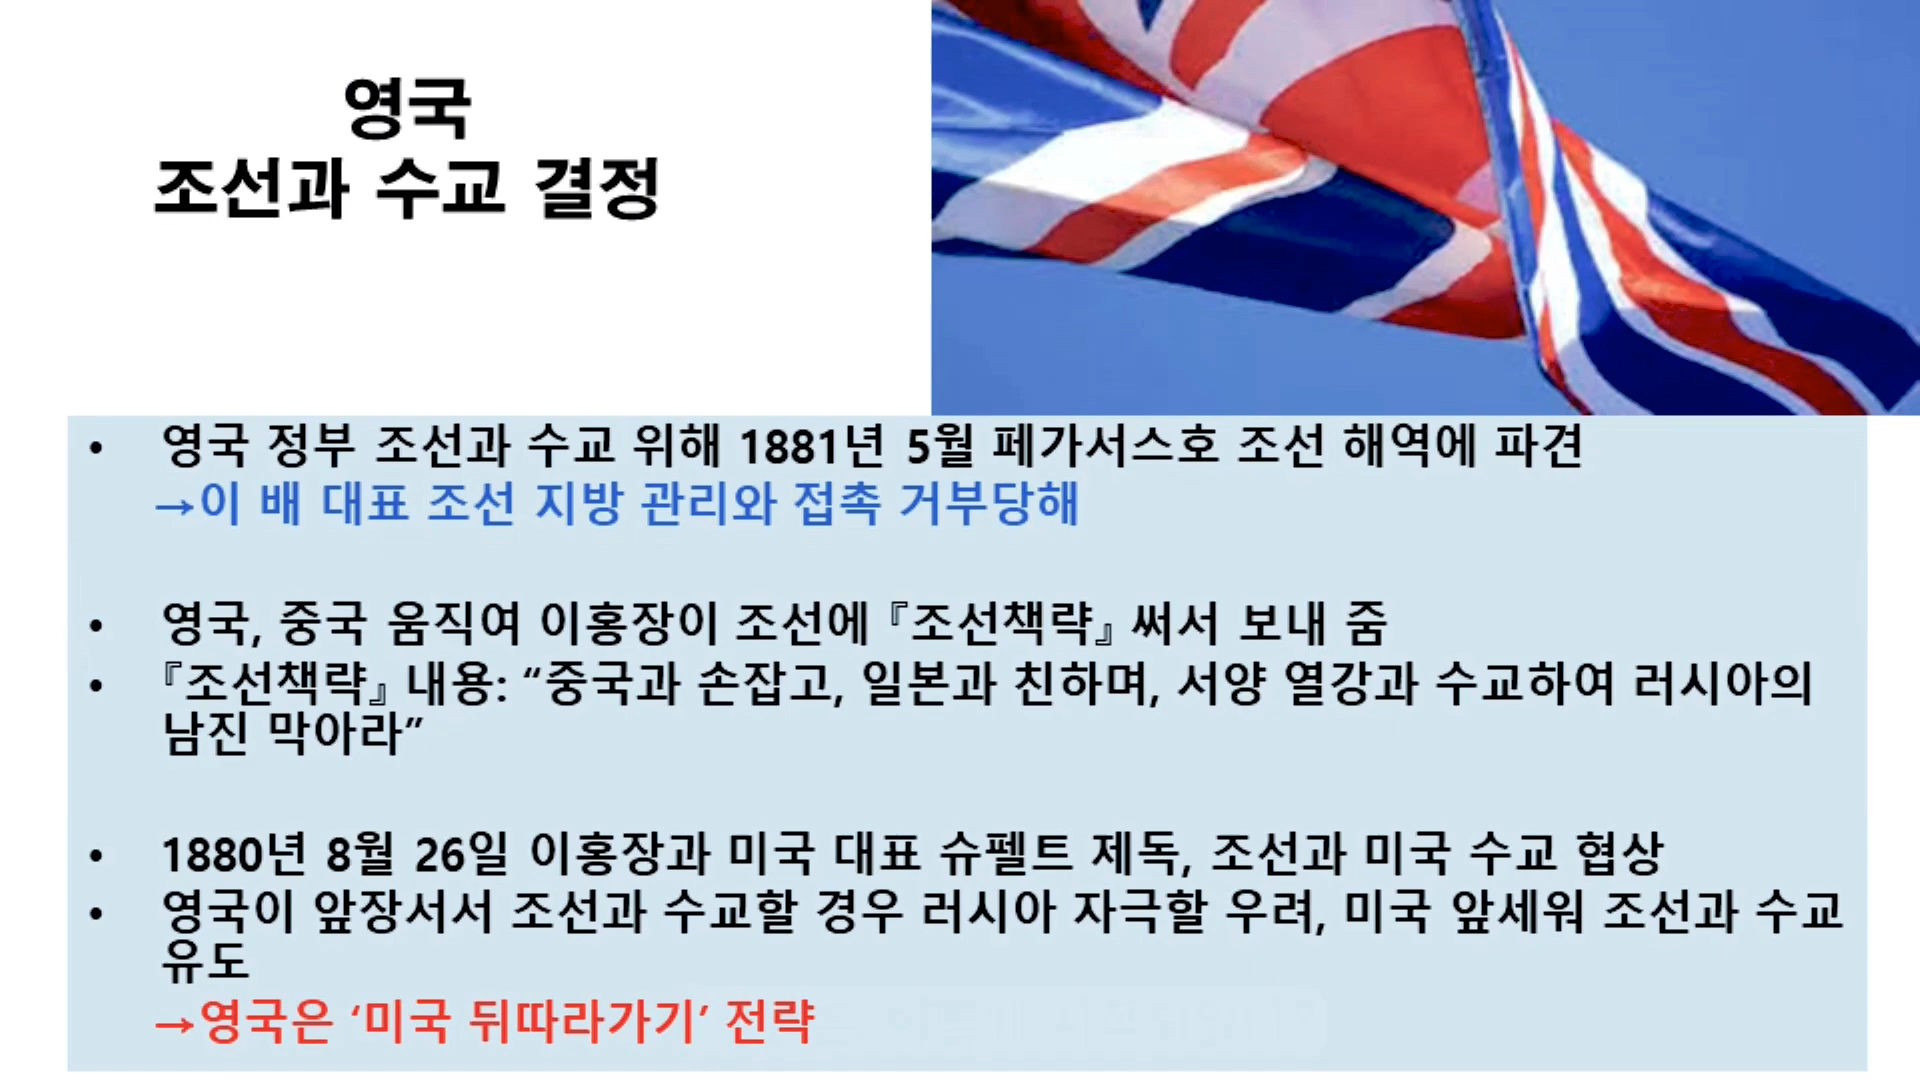 영국
조선과 수교 결정
• 영국 정부 조선과 수교 위해 1881년 5월 페가서스호 조선 해역에 파견
→이 배 대표 조선 지방 관리와 접촉 거부당해
• 영국, 중국 움직여 이홍장이 조선에 『조선책략』 써서 보내 줌
• 『조선책략』 내용: “중국과 손잡고, 일본과 친하며, 서양 열강과 수교하여 러시아의
남진 막아라”
• 1880년 8월 26일 이홍장과 미국 대표 슈펠트 제독, 조선과 미국 수교 협상
• 영국이 앞장서서 조선과 수교할 경우 러시아 자극할 우려, 미국 앞세워 조선과 수교
유도
→영국은 ‘미국 뒤따라가기’ 전략